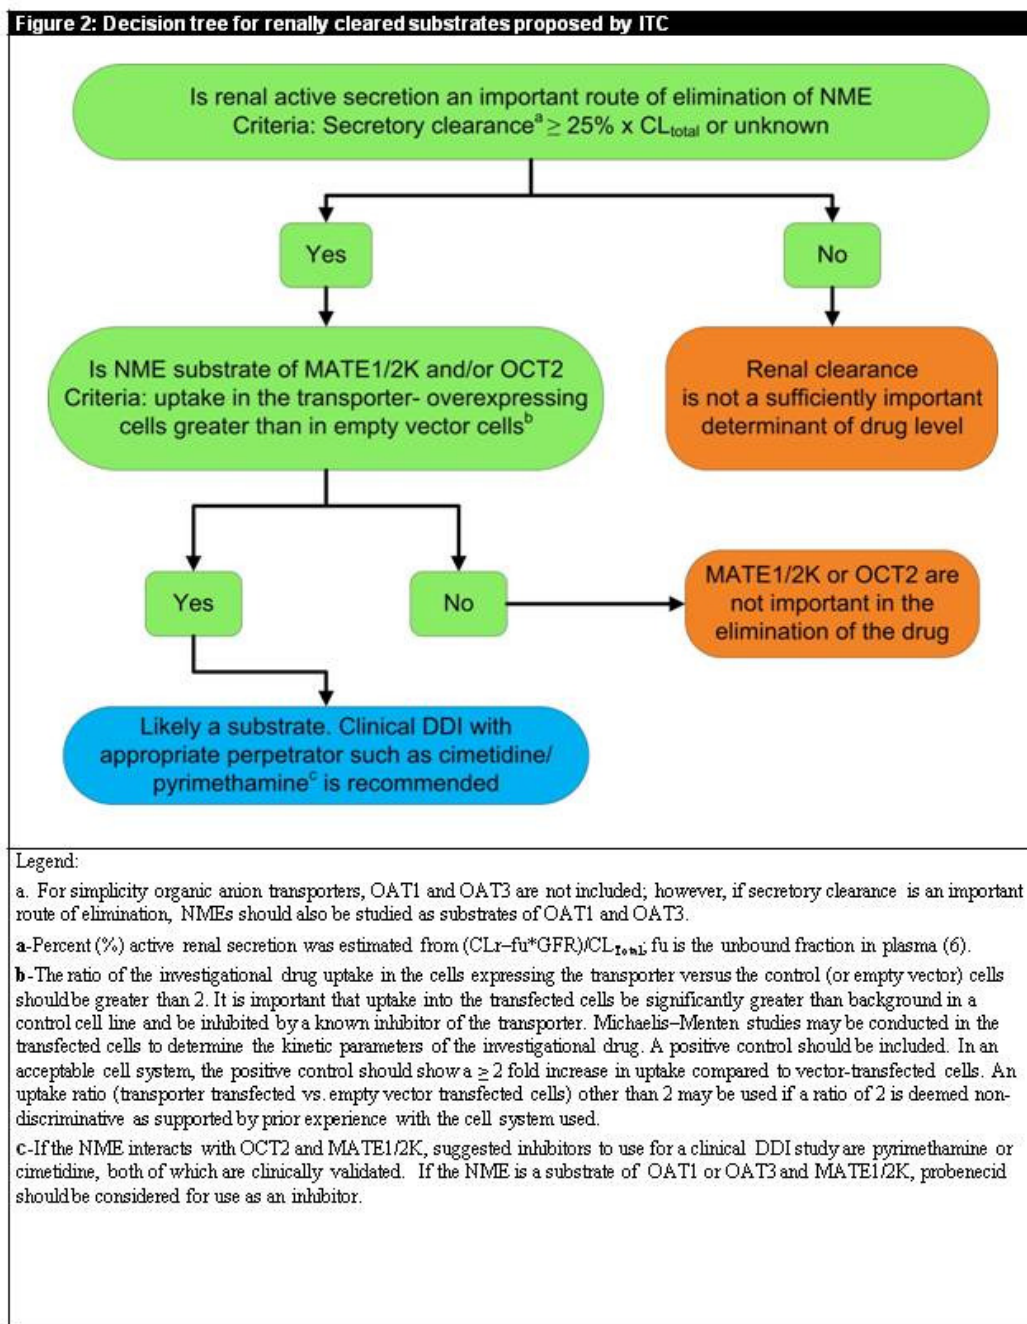 Figure 2: Decision tree for renally cleared substrates proposed by ITC
Is renal active secretion an important route of elimination of NME
Criteria: Secretory clearanceᵃ ≥ 25% x CLtotal or unknown
Yes
No
Is NME substrate of MATE1/2K and/or OCT2
Criteria: uptake in the transporter- overexpressing
cells greater than in empty vector cellsᵇ
Renal clearance
is not a sufficiently important
determinant of drug level
Yes
No
MATE1/2K or OCT2 are
not important in the
elimination of the drug
Likely a substrate. Clinical DDI with
appropriate perpetrator such as cimetidine/
pyrimethamineᶜ is recommended
Legend:
a. For simplicity organic anion transporters, OAT1 and OAT3 are not included; however, if secretory clearance is an important
route of elimination, NMEs should also be studied as substrates of OAT1 and OAT3.
a-Percent (%) active renal secretion was estimated from (CLr–fu*GFR)/CLTotal; fu is the unbound fraction in plasma (6).
b-The ratio of the investigational drug uptake in the cells expressing the transporter versus the control (or empty vector) cells
should be greater than 2. It is important that uptake into the transfected cells be significantly greater than background in a
control cell line and be inhibited by a known inhibitor of the transporter. Michaelis–Menten studies may be conducted in the
transfected cells to determine the kinetic parameters of the investigational drug. A positive control should be included. In an
acceptable cell system, the positive control should show a ≥ 2 fold increase in uptake compared to vector-transfected cells. An
uptake ratio (transporter transfected vs. empty vector transfected cells) other than 2 may be used if a ratio of 2 is deemed non-
discriminative as supported by prior experience with the cell system used.
c-If the NME interacts with OCT2 and MATE1/2K, suggested inhibitors to use for a clinical DDI study are pyrimethamine or
cimetidine, both of which are clinically validated. If the NME is a substrate of OAT1 or OAT3 and MATE1/2K, probenecid
should be considered for use as an inhibitor.